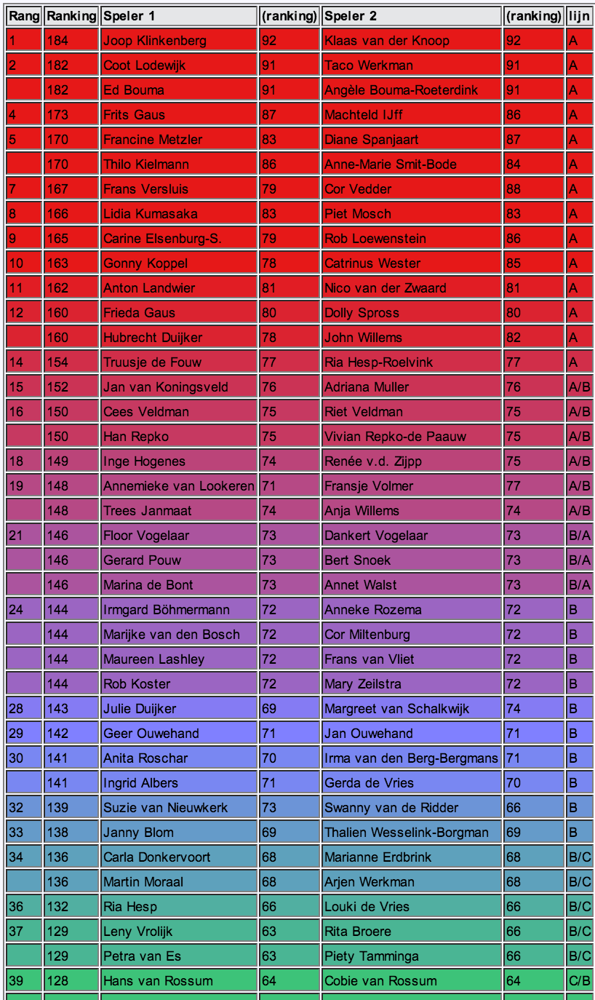 Rang Ranking Speler 1 (ranking) Speler 2 (ranking) lijn
1 184 Joop Klinkenberg 92 Klaas van der Knoop 92 A
2 182 Coot Lodewijk 91 Taco Werkman 91 A
182 Ed Bouma 91 Angèle Bouma-Roeterdink 91 A
4 173 Frits Gaus 87 Machteld IJff 86 A
5 170 Francine Metzler 83 Diane Spanjaart 87 A
170 Thilo Kielmann 86 Anne-Marie Smit-Bode 84 A
7 167 Frans Versluis 79 Cor Vedder 88 A
8 166 Lidia Kumasaka 83 Piet Mosch 83 A
9 165 Carine Elsenburg-S. 79 Rob Loewenstein 86 A
10 163 Gonny Koppel 78 Catrinus Wester 85 A
11 162 Anton Landwier 81 Nico van der Zwaard 81 A
12 160 Frieda Gaus 80 Dolly Spross 80 A
160 Hubrecht Duijker 78 John Willems 82 A
14 154 Truusje de Fouw 77 Ria Hesp-Roelvink 77 A
15 152 Jan van Koningsveld 76 Adriana Muller 76 A/B
16 150 Cees Veldman 75 Riet Veldman 75 A/B
150 Han Repko 75 Vivian Repko-de Paauw 75 A/B
18 149 Inge Hogenes 74 Renée v.d. Zijpp 75 A/B
19 148 Annemieke van Lookeren 71 Fransje Volmer 77 A/B
148 Trees Janmaat 74 Anja Willems 74 A/B
21 146 Floor Vogelaar 73 Dankert Vogelaar 73 B/A
146 Gerard Pouw 73 Bert Snoek 73 B/A
146 Marina de Bont 73 Annet Walst 73 B/A
24 144 Irmgard Böhmermann 72 Anneke Rozema 72 B
144 Marijke van den Bosch 72 Cor Miltenburg 72 B
144 Maureen Lashley 72 Frans van Vliet 72 B
144 Rob Koster 72 Mary Zeilstra 72 B
28 143 Julie Duijker 69 Margreet van Schalkwijk 74 B
29 142 Geer Ouwehand 71 Jan Ouwehand 71 B
30 141 Anita Roschar 70 Irma van den Berg-Bergmans 71 B
141 Ingrid Albers 71 Gerda de Vries 70 B
32 139 Suzie van Nieuwkerk 73 Swanny van de Ridder 66 B
33 138 Janny Blom 69 Thalien Wesselink-Borgman 69 B
34 136 Carla Donkervoort 68 Marianne Erdbrink 68 B/C
136 Martin Moraal 68 Arjen Werkman 68 B/C
36 132 Ria Hesp 66 Louki de Vries 66 B/C
37 129 Leny Vrolijk 63 Rita Broere 66 B/C
129 Petra van Es 63 Piety Tamminga 66 B/C
39 128 Hans van Rossum 64 Cobie van Rossum 64 C/B